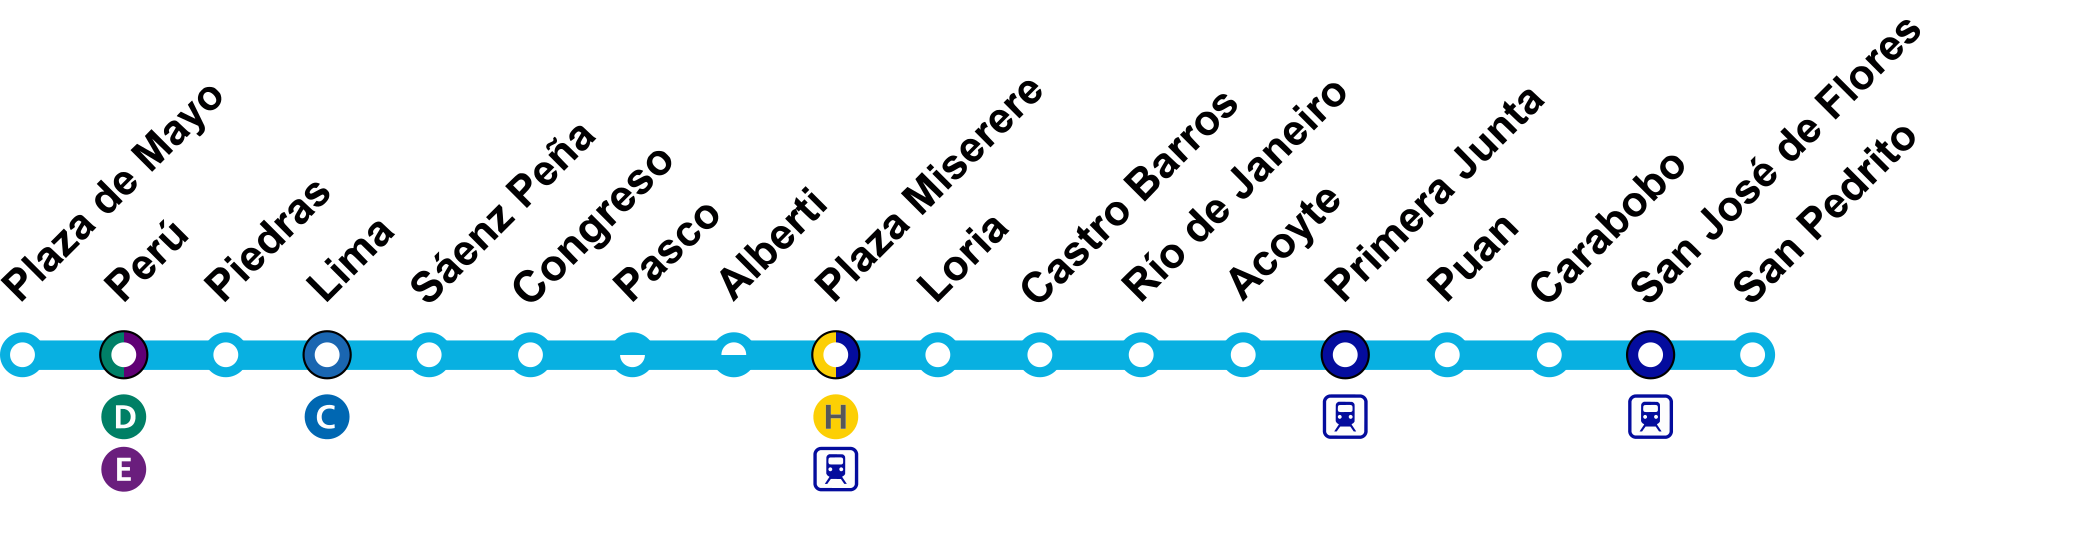 Plaza de Mayo
Perú
Piedras
Lima
Sáenz Peña
Congreso
Pasco
Alberti
Plaza Miserere
Loria
Castro Barros
Río de Janeiro
Acoyte
Primera Junta
Puan
Carabobo
San José de Flores
San Pedrito
D
E
C
H